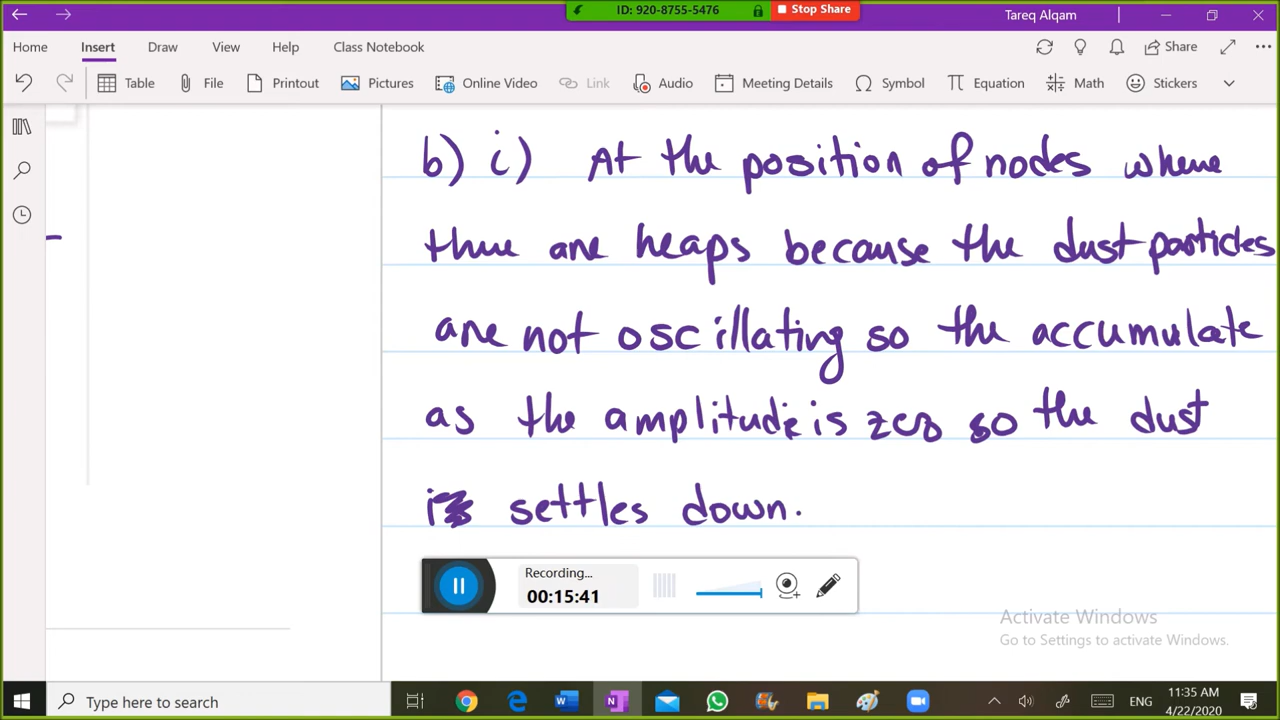 ID: 920-8755-5476 Stop Share
Tareq Alqam
Home Insert Draw View Help Class Notebook Share
Table File Printout Pictures Online Video Link Audio Meeting Details Symbol Equation Math Stickers
b) i) At the position of nodes where
there are heaps because the dust particles
are not oscillating so the accumulate
as the amplitude is zero so the dust
settles down.
Recording...
00:15:41
Activate Windows
Go to Settings to activate Windows.
Type here to search
ENG
11:35 AM
4/22/2020